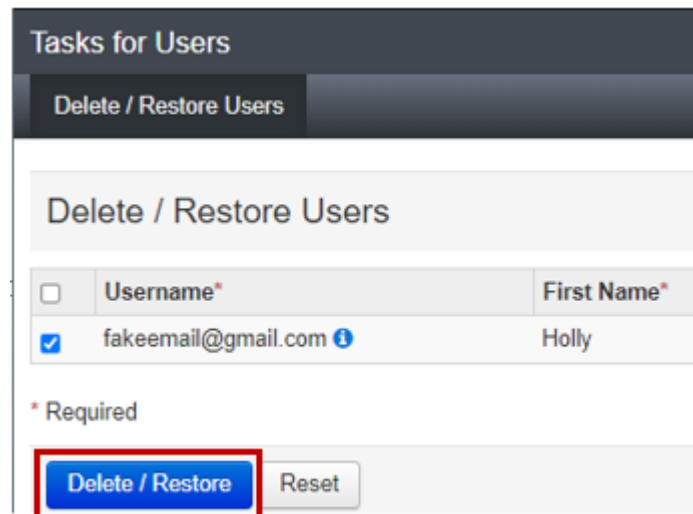 Tasks for Users
Delete / Restore Users
Delete / Restore Users
Username* First Name*
fakeemail@gmail.com Holly
* Required
Delete / Restore Reset